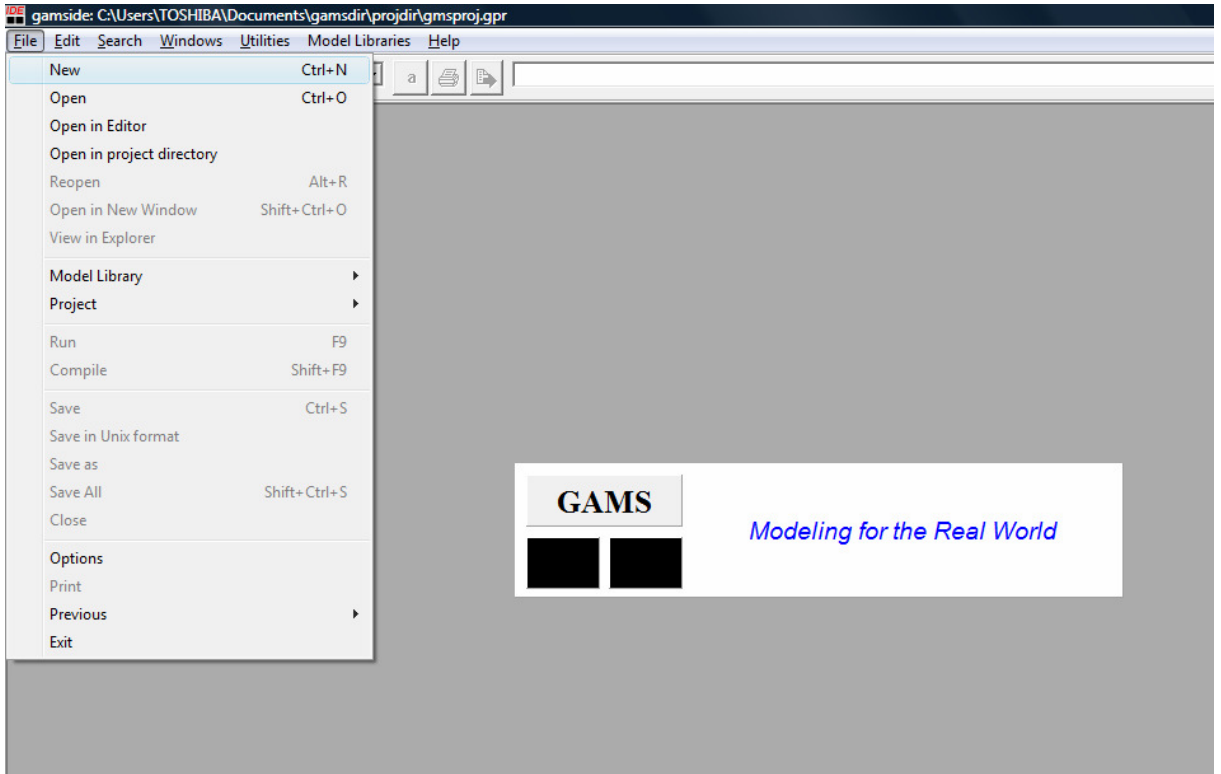 IDE gamside: C:\Users\TOSHIBA\Documents\gamsdir\projdir\gmsproj.gpr
File Edit Search Windows Utilities Model Libraries Help
New Ctrl+N
a
Open Ctrl+O
Open in Editor
Open in project directory
Reopen Alt+R
Open in New Window Shift+Ctrl+O
View in Explorer
Model Library
Project
Run F9
Compile Shift+F9
Save Ctrl+S
Save in Unix format
Save as
Save All Shift+Ctrl+S
Close
Options
Print
Previous
Exit
GAMS
Modeling for the Real World